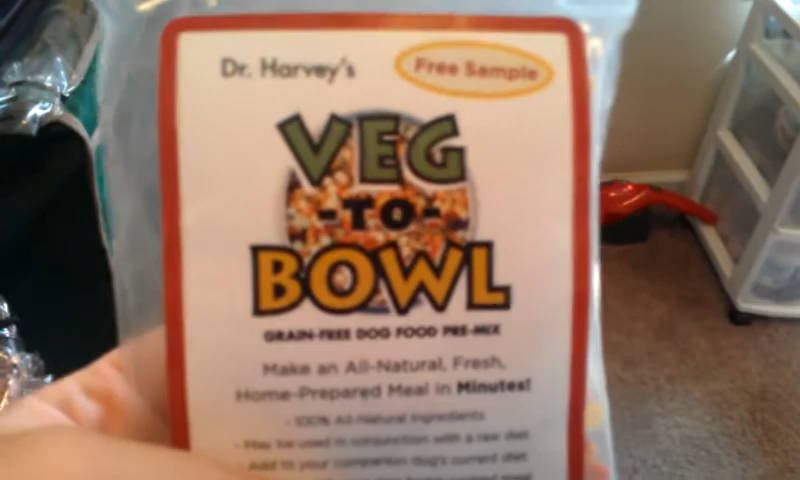 Dr. Harvey's
Free Sample
VEG
-TO-
BOWL
GRAIN-FREE DOG FOOD PRE-MIX
Make an All-Natural, Fresh,
Home-Prepared Meal in Minutes!
- 100% All-Natural Ingredients
- May be used in conjunction with a raw diet
- Add to your companion dog's current diet